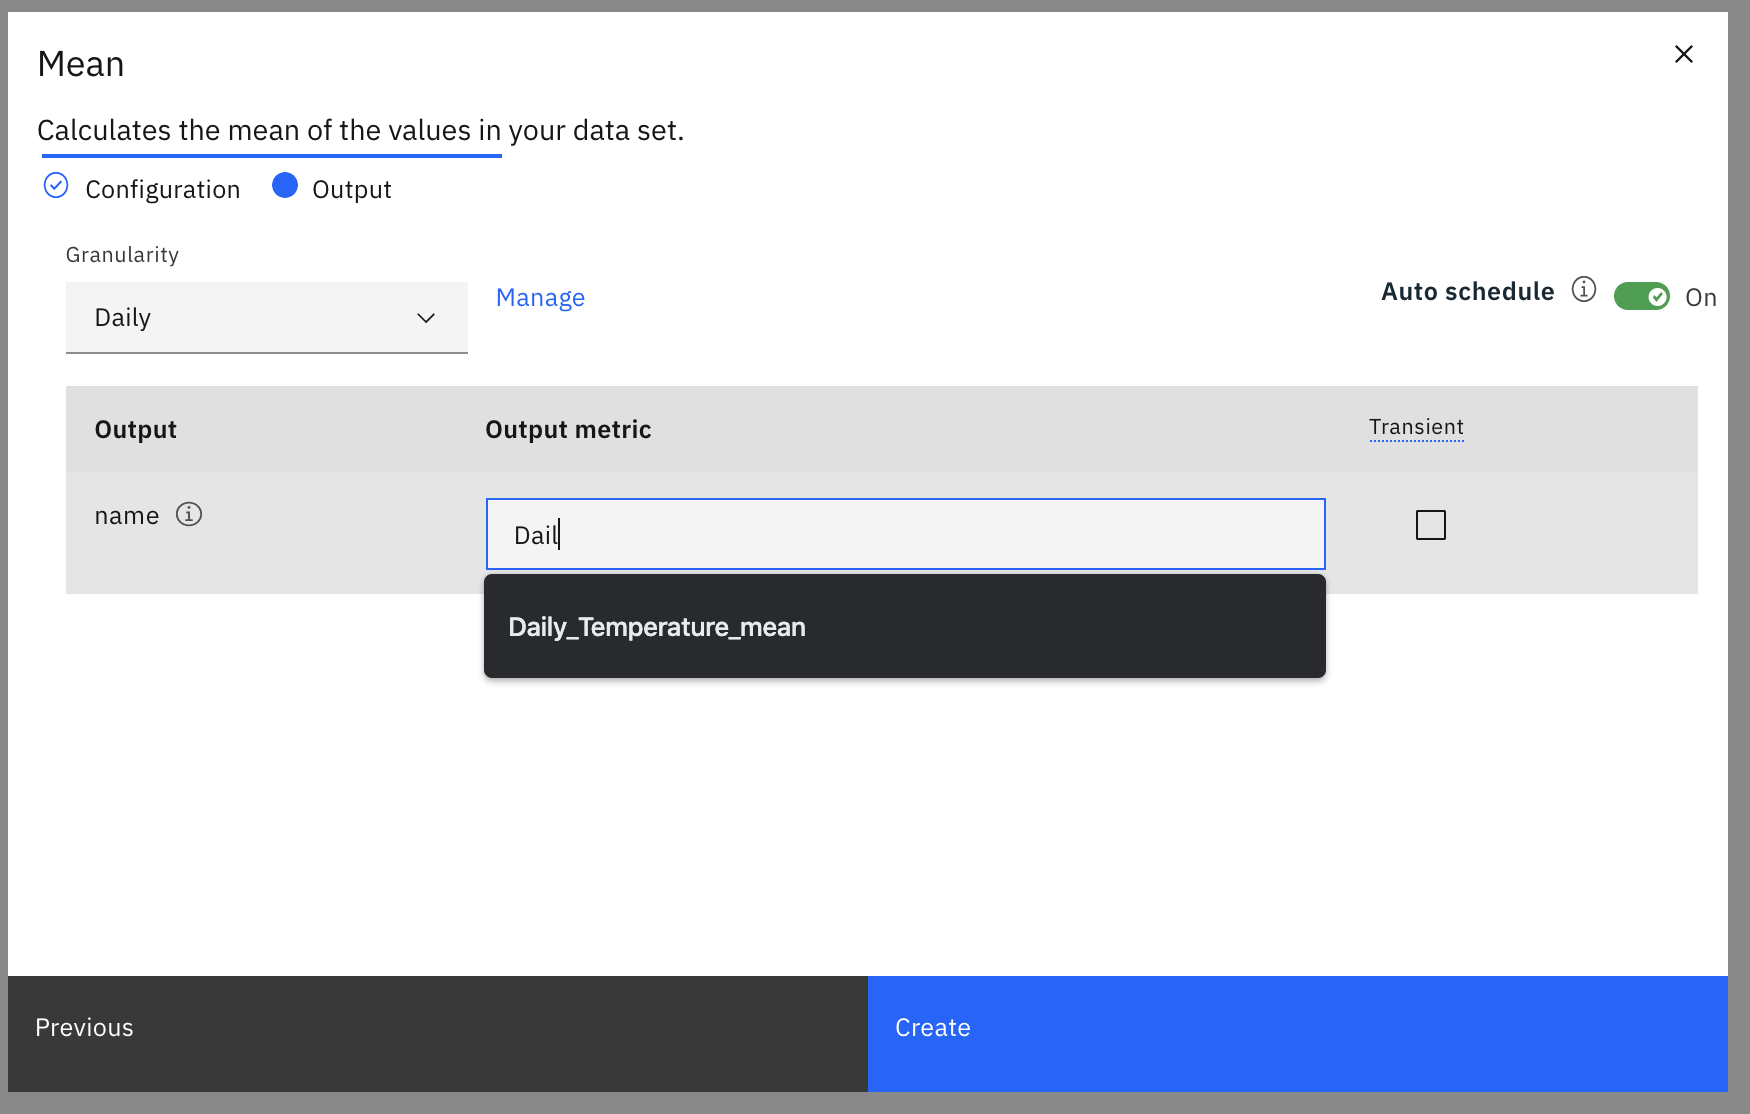 Mean
Calculates the mean of the values in your data set.
Configuration Output
Granularity
Daily Manage Auto schedule On
Output Output metric Transient
name Dail
Daily_Temperature_mean
Previous Create